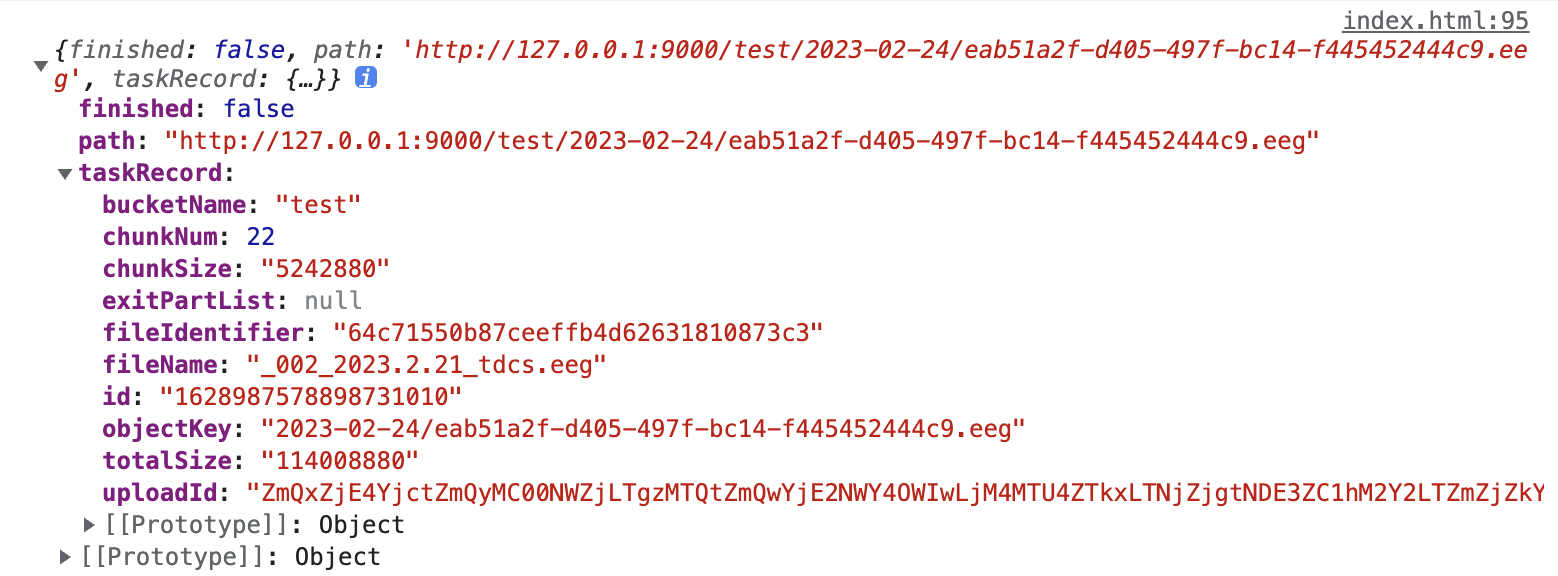 index.html:95
{finished: false, path: 'http://127.0.0.1:9000/test/2023-02-24/eab51a2f-d405-497f-bc14-f445452444c9.ee
g', taskRecord: {…}} i
finished: false
path: "http://127.0.0.1:9000/test/2023-02-24/eab51a2f-d405-497f-bc14-f445452444c9.eeg"
taskRecord:
bucketName: "test"
chunkNum: 22
chunkSize: "5242880"
exitPartList: null
fileIdentifier: "64c71550b87ceeffb4d62631810873c3"
fileName: "_002_2023.2.21_tdcs.eeg"
id: "1628987578898731010"
objectKey: "2023-02-24/eab51a2f-d405-497f-bc14-f445452444c9.eeg"
totalSize: "114008880"
uploadId: "ZmQxZjE4YjctZmQyMC00NWZjLTgzMTQtZmQwYjE2NWY4OWIwLjM4MTU4ZTkxLTNjZjgtNDE3ZC1hM2Y2LTZmZjZkY
[[Prototype]]: Object
[[Prototype]]: Object